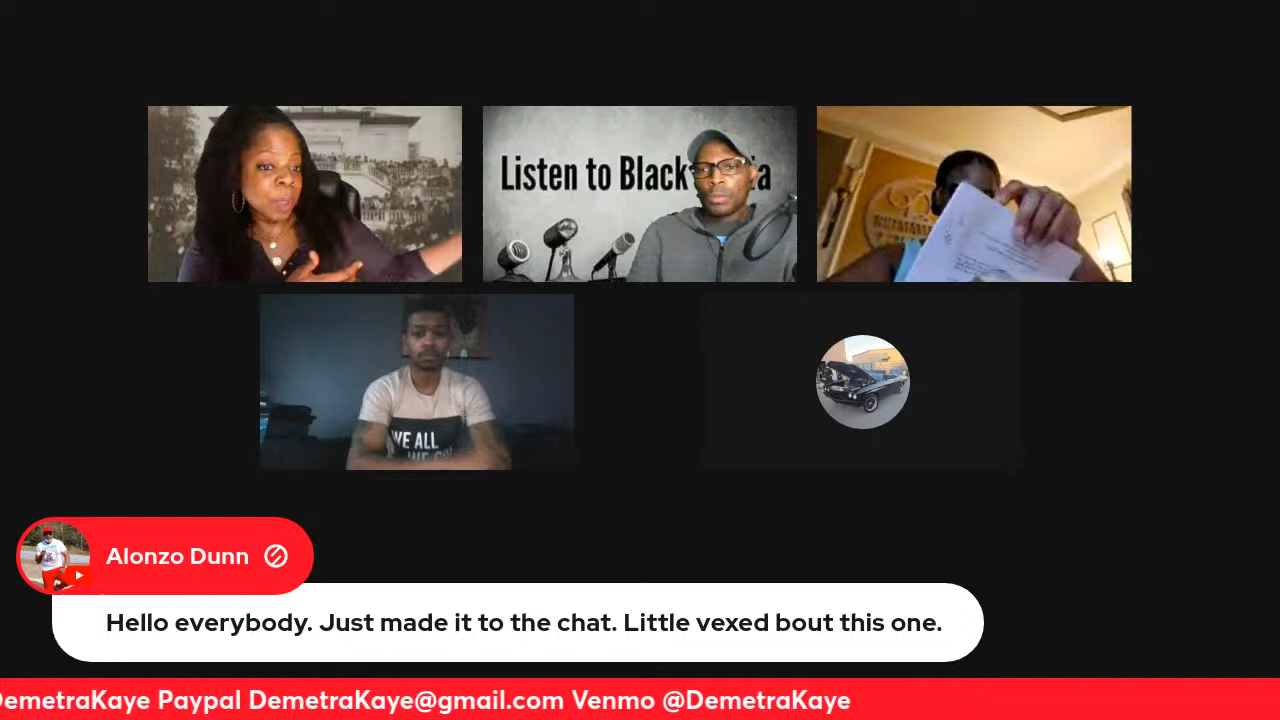 Listen to Black
WE ALL
Alonzo Dunn
Hello everybody. Just made it to the chat. Little vexed bout this one.
DemetraKaye Paypal DemetraKaye@gmail.com Venmo @DemetraKaye